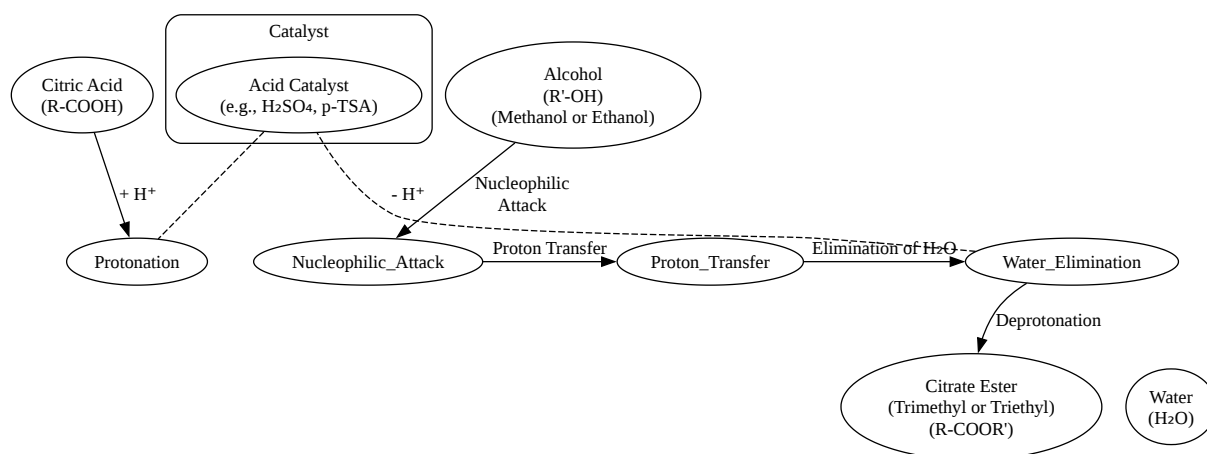 Catalyst
Citric Acid
(R-COOH)
Acid Catalyst
(e.g., H₂SO₄, p-TSA)
Alcohol
(R'-OH)
(Methanol or Ethanol)
+ H⁺
- H⁺
Nucleophilic
Attack
Protonation
Nucleophilic_Attack
Proton Transfer
Proton_Transfer
Elimination of H₂O
Water_Elimination
Deprotonation
Citrate Ester
(Trimethyl or Triethyl)
(R-COOR')
Water
(H₂O)